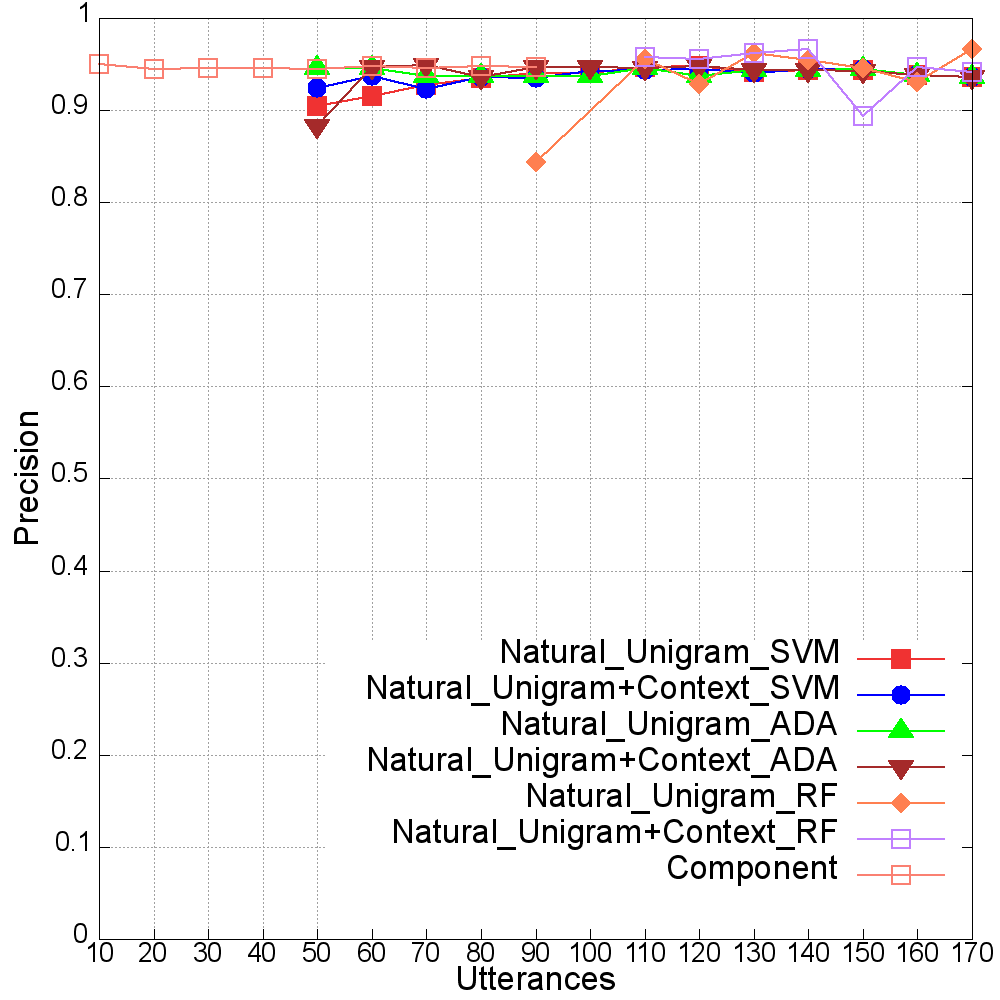 1
0.9
0.8
0.7
0.6
0.5
0.4
0.3
0.2
0.1
0
Precision
Natural_Unigram_SVM
Natural_Unigram+Context_SVM
Natural_Unigram_ADA
Natural_Unigram+Context_ADA
Natural_Unigram_RF
Natural_Unigram+Context_RF
Component
10 20 30 40 50 60 70 80 90 100 110 120 130 140 150 160 170
Utterances